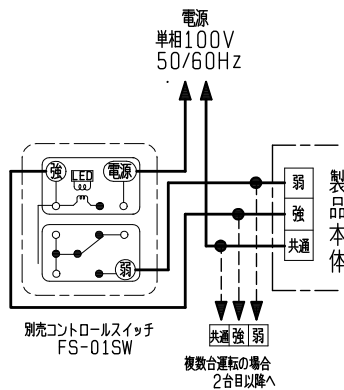 電源
単相100V
50/60Hz
強
LED
電源
弱
弱
強
共通
製品本体
別売コントロールスイッチ
FS-01SW
共通 強 弱
複数台運転の場合
2台目以降へ